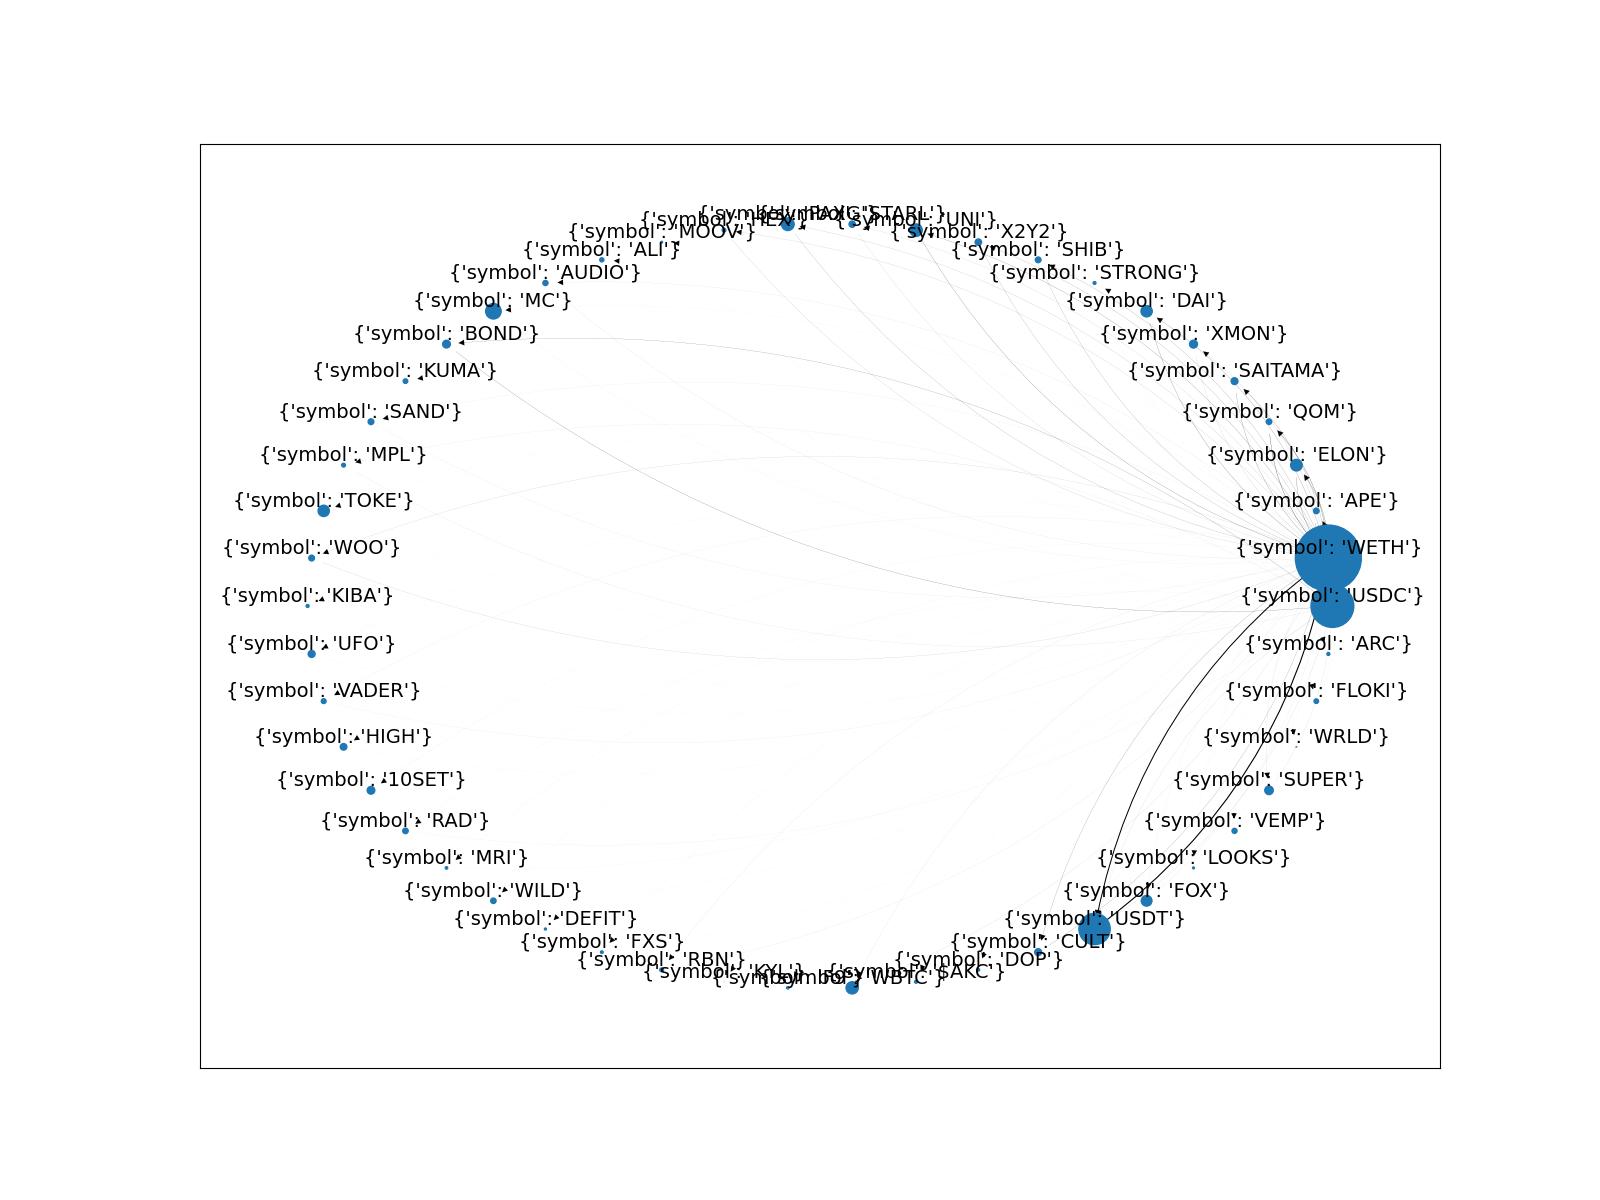 {'symbol': 'STARL'}
{'symbol': 'UNI'}
{'symbol': 'MOOV'}
{'symbol': 'X2Y2'}
{'symbol': 'ALI'}
{'symbol': 'SHIB'}
{'symbol': 'AUDIO'}
{'symbol': 'STRONG'}
{'symbol': 'MC'}
{'symbol': 'DAI'}
{'symbol': 'BOND'}
{'symbol': 'XMON'}
{'symbol': 'KUMA'}
{'symbol': 'SAITAMA'}
{'symbol': 'SAND'}
{'symbol': 'QOM'}
{'symbol': 'MPL'}
{'symbol': 'ELON'}
{'symbol': 'TOKE'}
{'symbol': 'APE'}
{'symbol': 'WOO'}
{'symbol': 'WETH'}
{'symbol': 'KIBA'}
{'symbol': 'USDC'}
{'symbol': 'UFO'}
{'symbol': 'ARC'}
{'symbol': 'VADER'}
{'symbol': 'FLOKI'}
{'symbol': 'HIGH'}
{'symbol': 'WRLD'}
{'symbol': '10SET'}
{'symbol': 'SUPER'}
{'symbol': 'RAD'}
{'symbol': 'VEMP'}
{'symbol': 'MRI'}
{'symbol': 'LOOKS'}
{'symbol': 'WILD'}
{'symbol': 'FOX'}
{'symbol': 'DEFIT'}
{'symbol': 'USDT'}
{'symbol': 'FXS'}
{'symbol': 'CULT'}
{'symbol': 'RBN'}
{'symbol': 'DOP'}
{'symbol': 'KYL'}
{'symbol': 'SAKC'}
{'symbol': 'WBTC'}